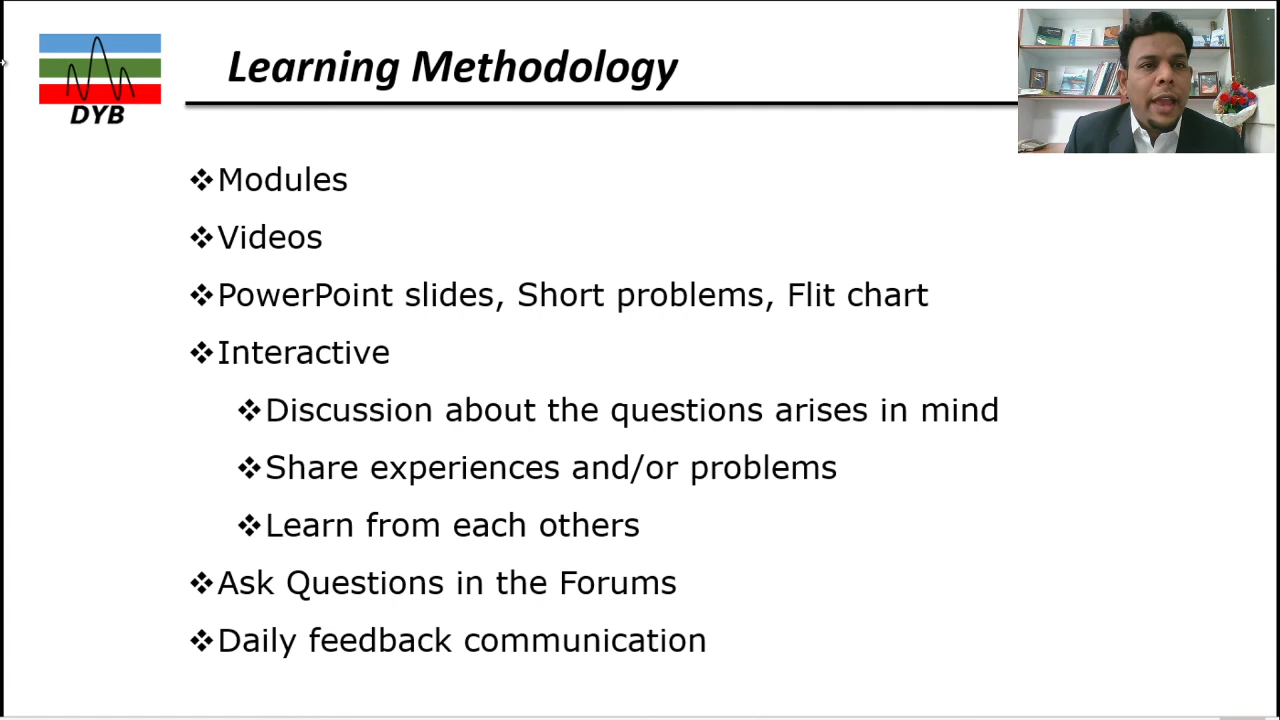 Learning Methodology
DYB
❖Modules
❖Videos
❖PowerPoint slides, Short problems, Flit chart
❖Interactive
❖Discussion about the questions arises in mind
❖Share experiences and/or problems
❖Learn from each others
❖Ask Questions in the Forums
❖Daily feedback communication